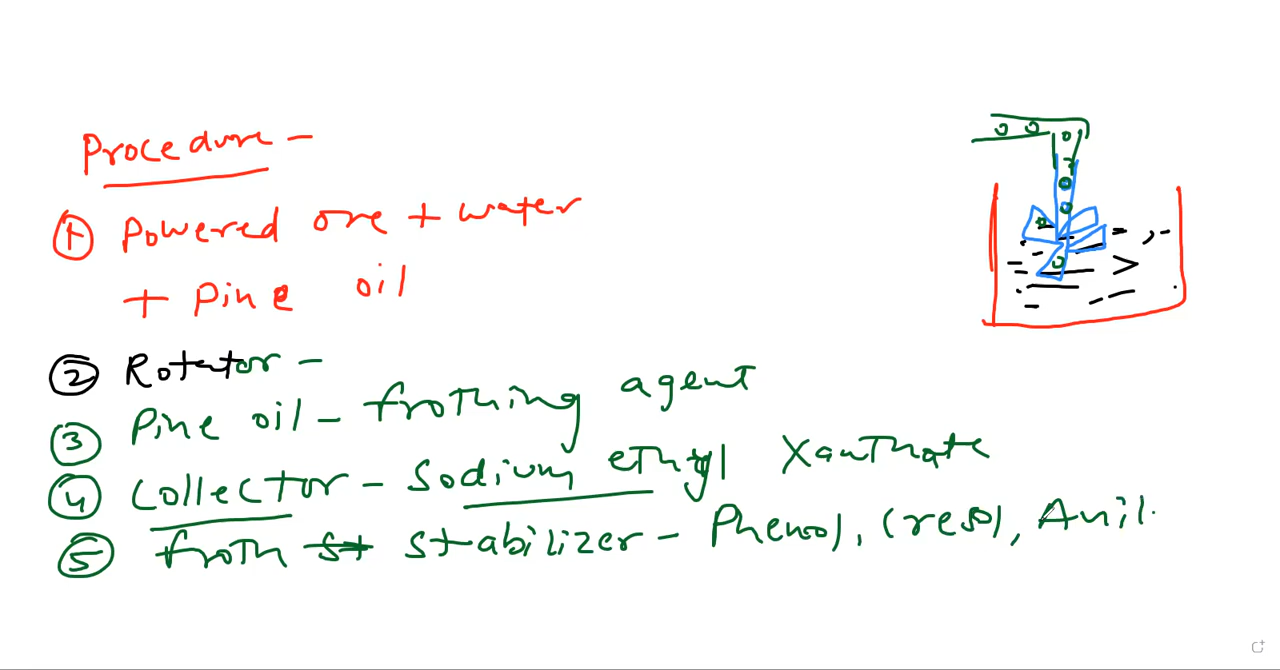 Procedure -
① Powered ore + water
+ Pine oil
② Rotator -
③ Pine oil - frothing agent
④ Collector - Sodium ethyl Xanthate
⑤ froth st stabilizer - Phenol, Cresol, Anil